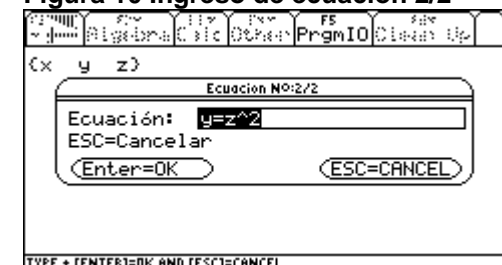 Figura 10 Ingreso de ecuación 2/2
Algebra Calc Other PrgmIO Clean Up
F5
{x y z}
Ecuacion Nº:2/2
Ecuación: y=z^2
ESC=Cancelar
Enter=OK ESC=CANCEL
TYPE + [ENTER]=OK AND [ESC]=CANCEL